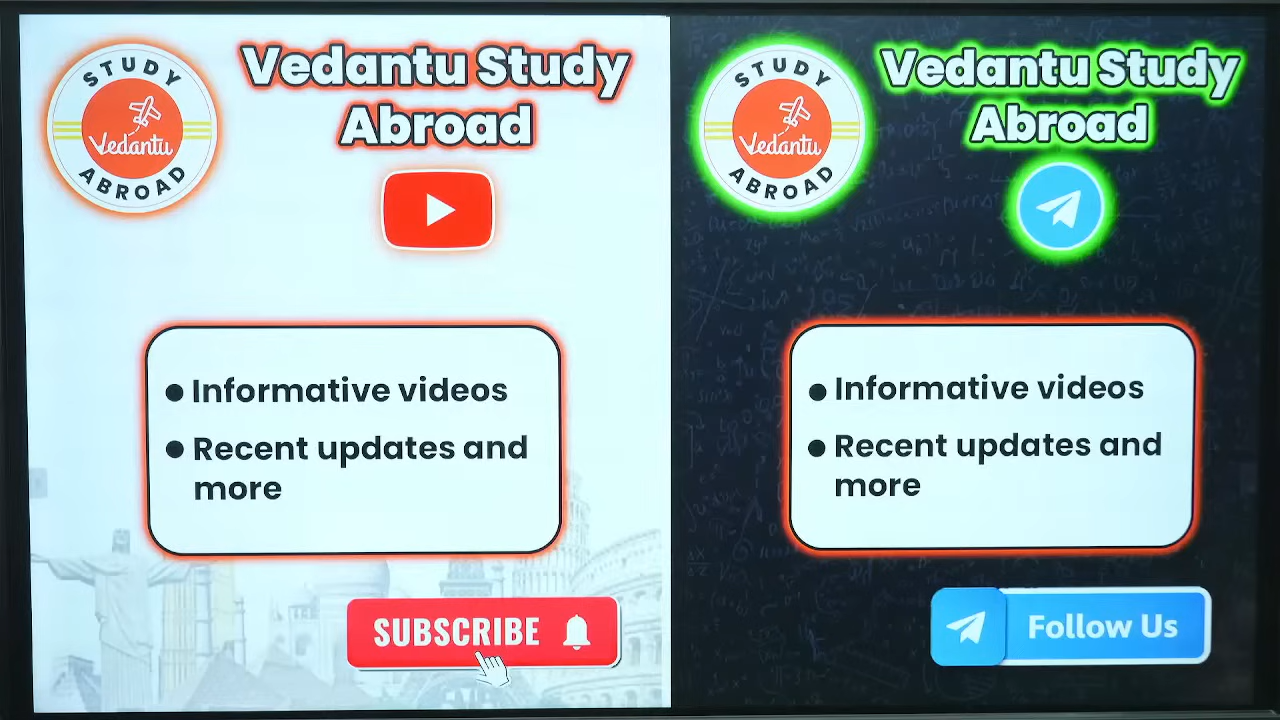 STUDY
Vedantu
ABROAD
Vedantu Study
Abroad
Informative videos
Recent updates and
more
SUBSCRIBE
STUDY
Vedantu
ABROAD
Vedantu Study
Abroad
Informative videos
Recent updates and
more
Follow Us